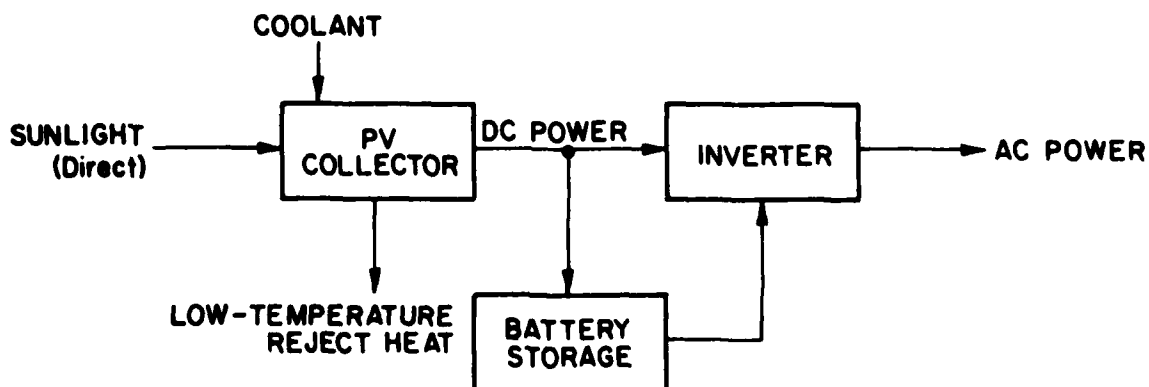 COOLANT
SUNLIGHT
(Direct)
PV
COLLECTOR
DC POWER
INVERTER
AC POWER
LOW-TEMPERATURE
REJECT HEAT
BATTERY
STORAGE